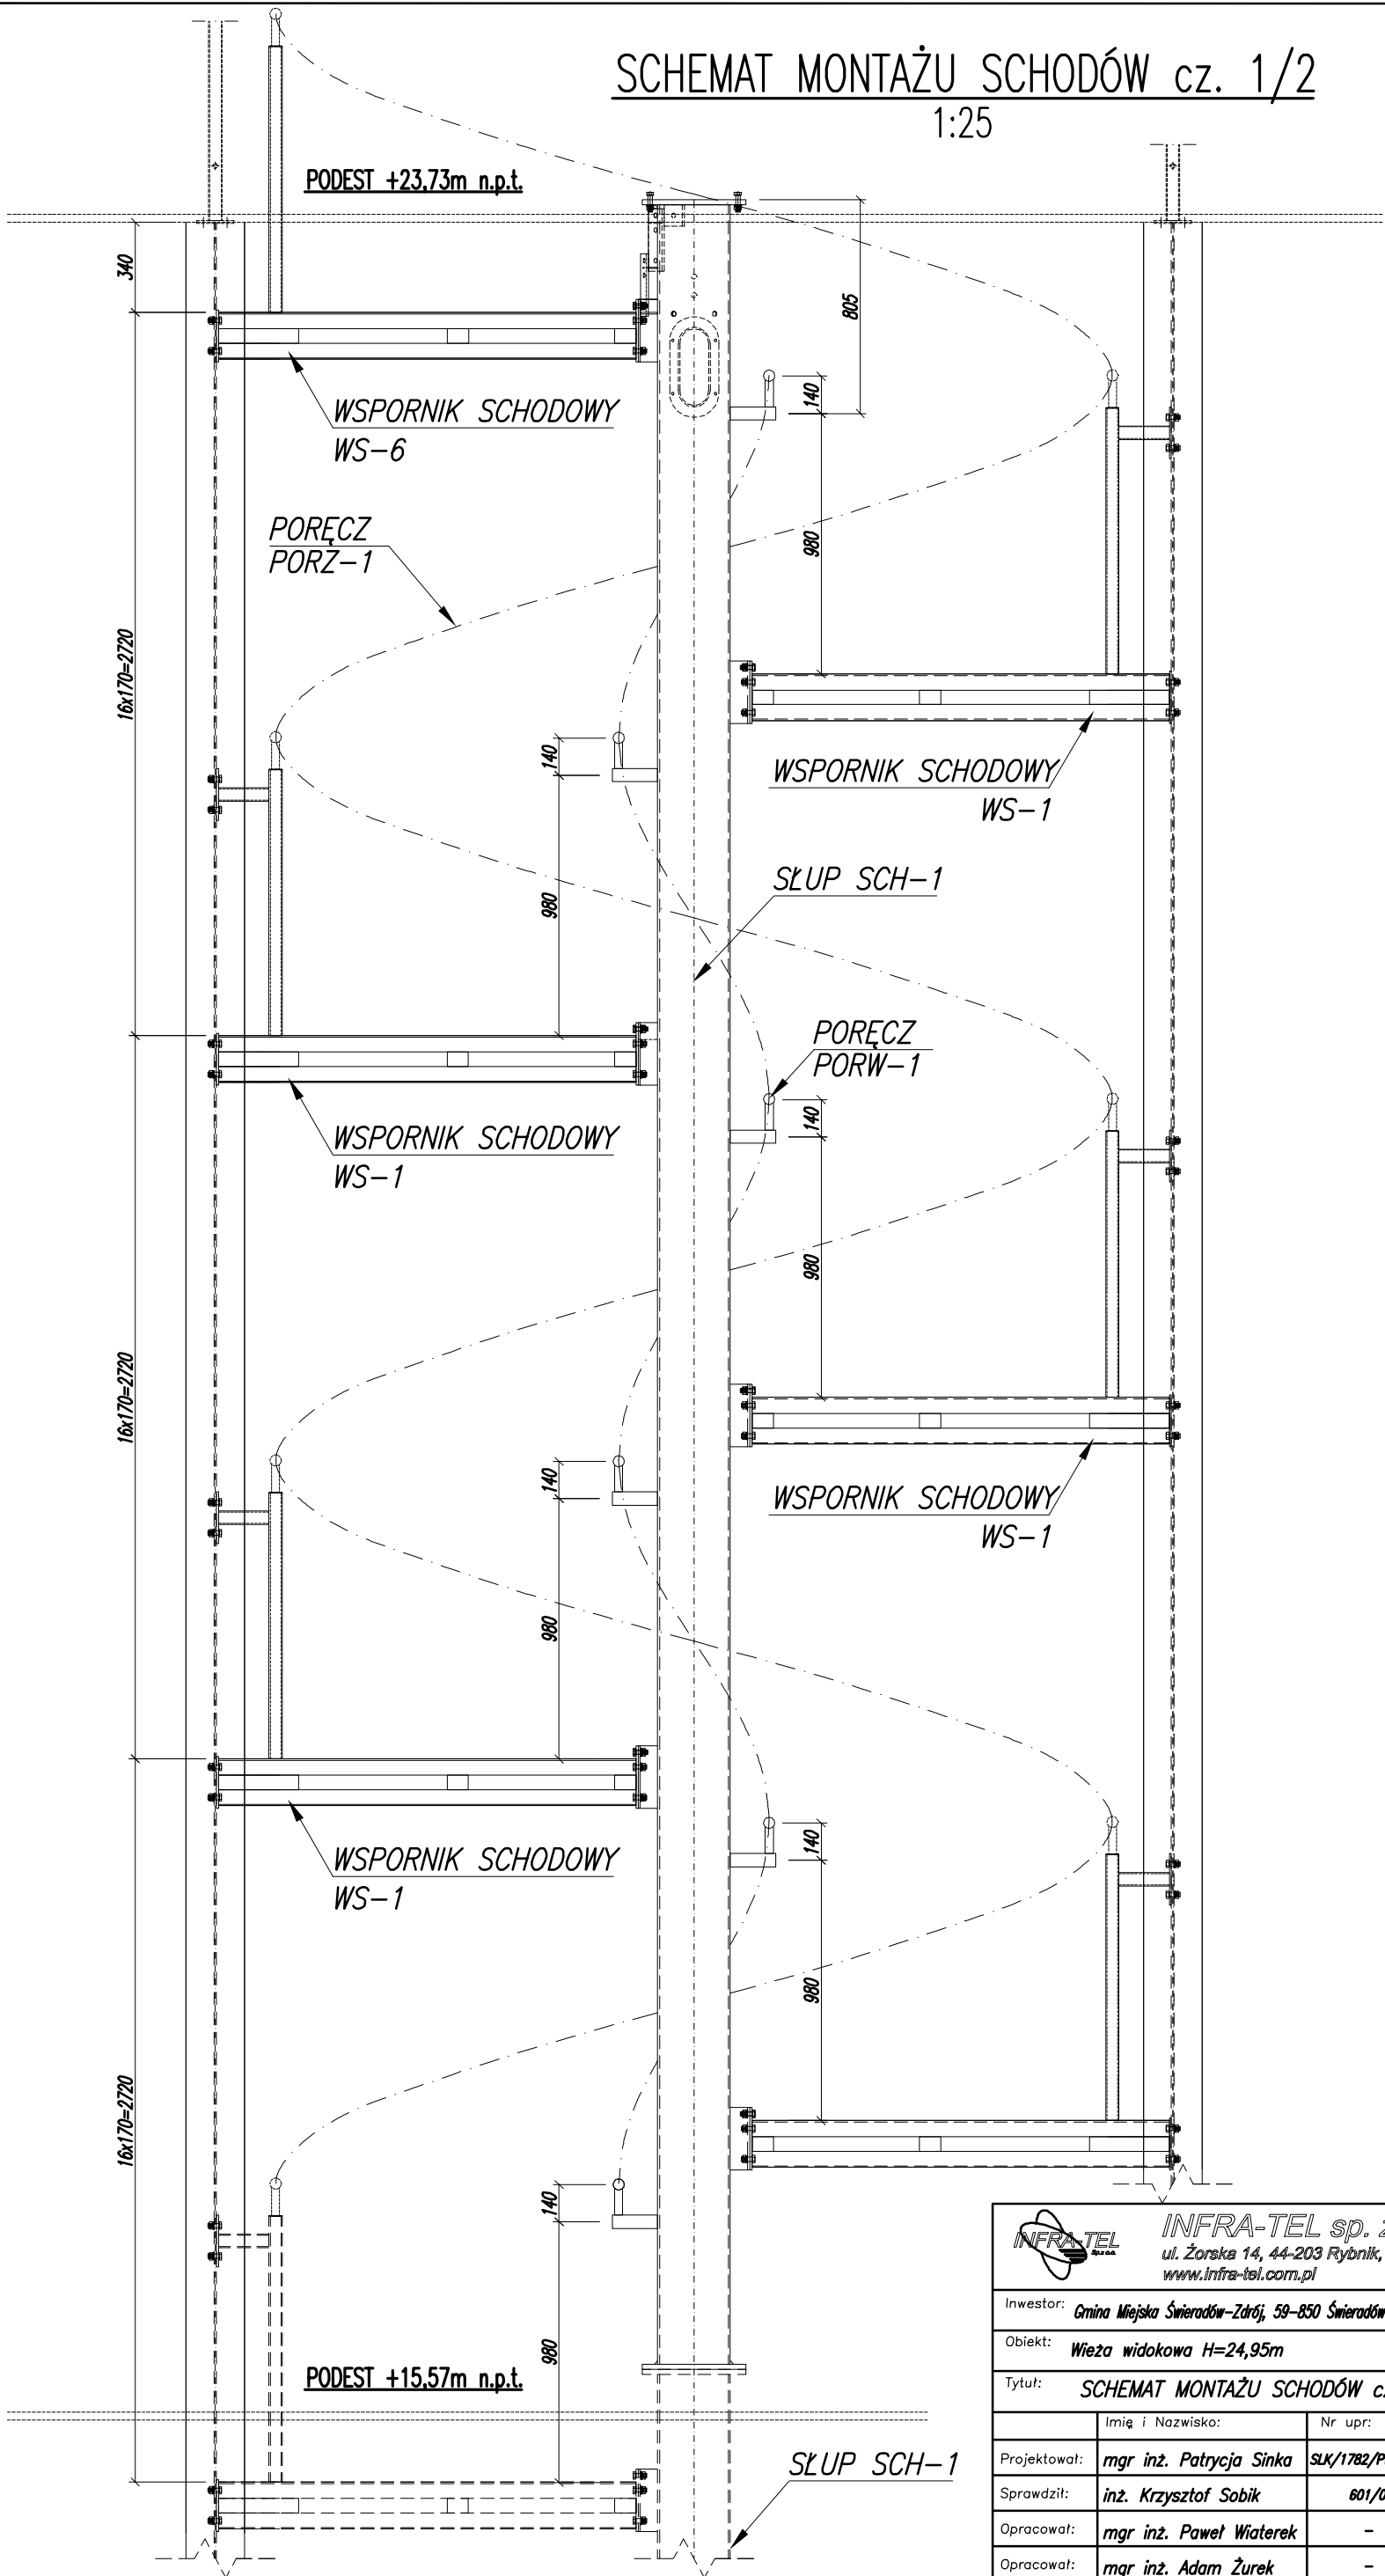 SCHEMAT MONTAŻU SCHODÓW cz. 1/2
1:25
PODEST +23,73m n.p.t.
340
805
WSPORNIK SCHODOWY
WS-6
140
PORĘCZ
PORZ-1
980
16x170=2720
140
WSPORNIK SCHODOWY
WS-1
SŁUP SCH-1
980
PORĘCZ
PORW-1
140
WSPORNIK SCHODOWY
WS-1
980
16x170=2720
140
WSPORNIK SCHODOWY
WS-1
980
140
WSPORNIK SCHODOWY
WS-1
980
16x170=2720
140
980
PODEST +15,57m n.p.t.
SŁUP SCH-1
INFRA-TEL
Sp. z o.o.
INFRA-TEL sp. z
ul. Żorska 14, 44-203 Rybnik,
www.infra-tel.com.pl
Inwestor: Gmina Miejska Świeradów-Zdrój, 59-850 Świeradów
Obiekt: Wieża widokowa H=24,95m
Tytuł: SCHEMAT MONTAŻU SCHODÓW c
Imię i Nazwisko: Nr upr:
Projektował: mgr inż. Patrycja Sinka SLK/1782/P
Sprawdził: inż. Krzysztof Sobik 601/0
Opracował: mgr inż. Paweł Wiaterek -
Opracował: mgr inż. Adam Żurek -